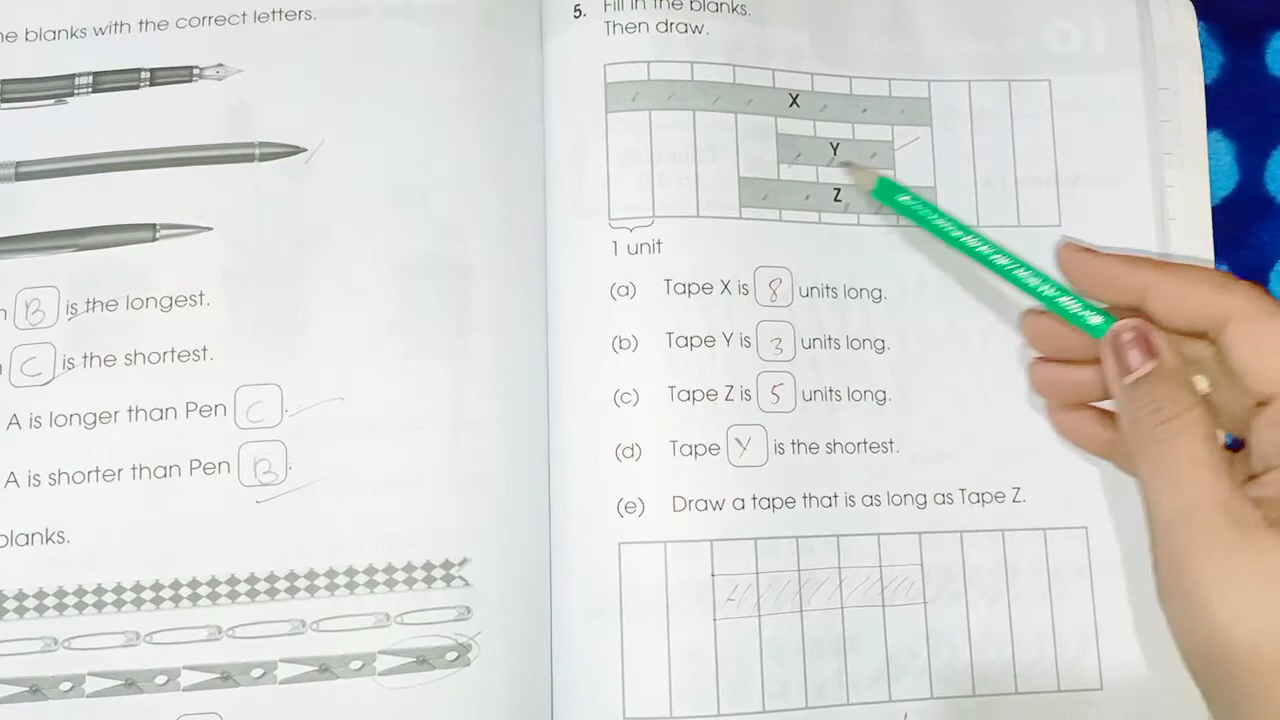 e blanks with the correct letters.
B is the longest.
C is the shortest.
A is longer than Pen C.
A is shorter than Pen B.
blanks.
5. Fill in the blanks.
Then draw.
X
Y
Z
1 unit
(a) Tape X is 8 units long.
(b) Tape Y is 3 units long.
(c) Tape Z is 5 units long.
(d) Tape Y is the shortest.
(e) Draw a tape that is as long as Tape Z.